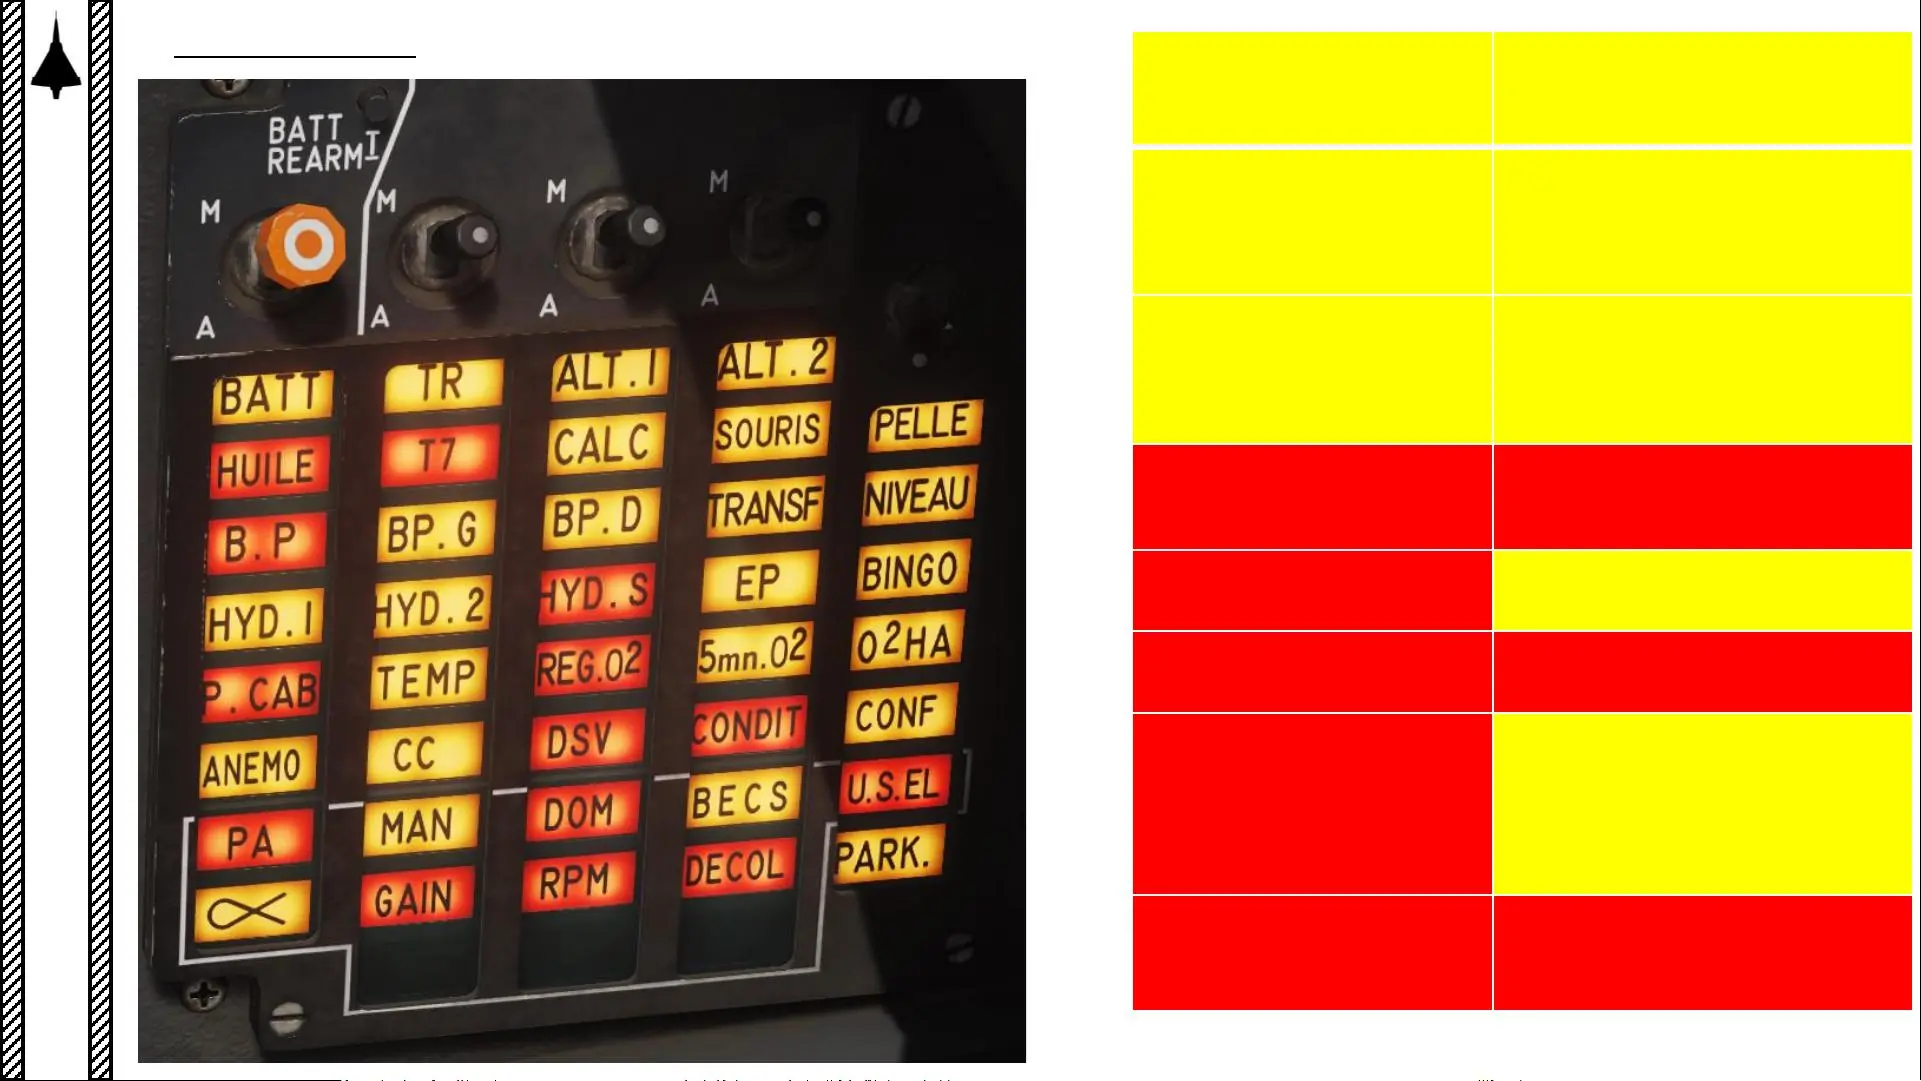 BATT
REARM
M
M
M
M
A
A
A
A
BATT
TR
ALT.1
ALT.2
HUILE
T7
CALC
SOURIS
PELLE
B.P
BP.G
BP.D
TRANSF
NIVEAU
HYD.1
HYD.2
HYD.S
EP
BINGO
P.CAB
TEMP
REG.O2
5mn.O2
O2HA
ANEMO
CC
DSV
CONDIT
CONF
PA
MAN
DOM
BECS
U.S.EL
GAIN
RPM
DECOL
PARK.